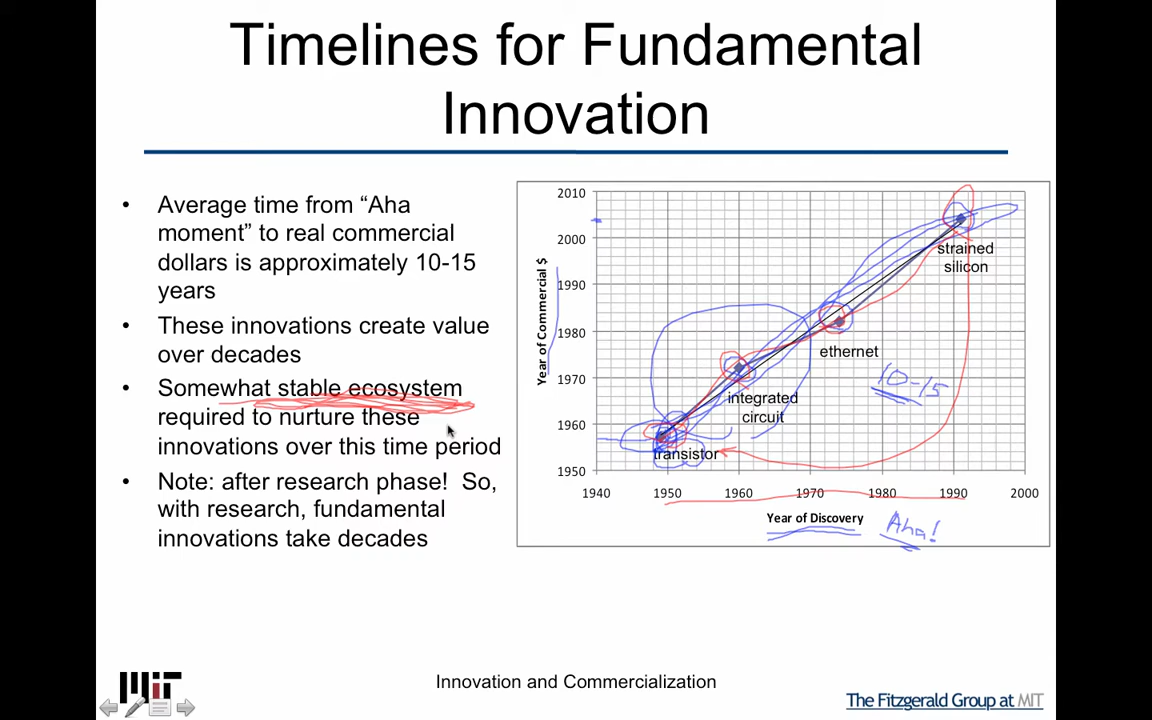 Timelines for Fundamental
Innovation
• Average time from “Aha
moment” to real commercial
dollars is approximately 10-15
years
• These innovations create value
over decades
• Somewhat stable ecosystem
required to nurture these
innovations over this time period
• Note: after research phase! So,
with research, fundamental
innovations take decades
Year of Commercial $
2010
2000
1990
1980
1970
1960
1950
strained
silicon
ethernet
10-15
integrated
circuit
transistor
1940 1950 1960 1970 1980 1990 2000
Year of Discovery
Aha!
MIT
Innovation and Commercialization
The Fitzgerald Group at MIT